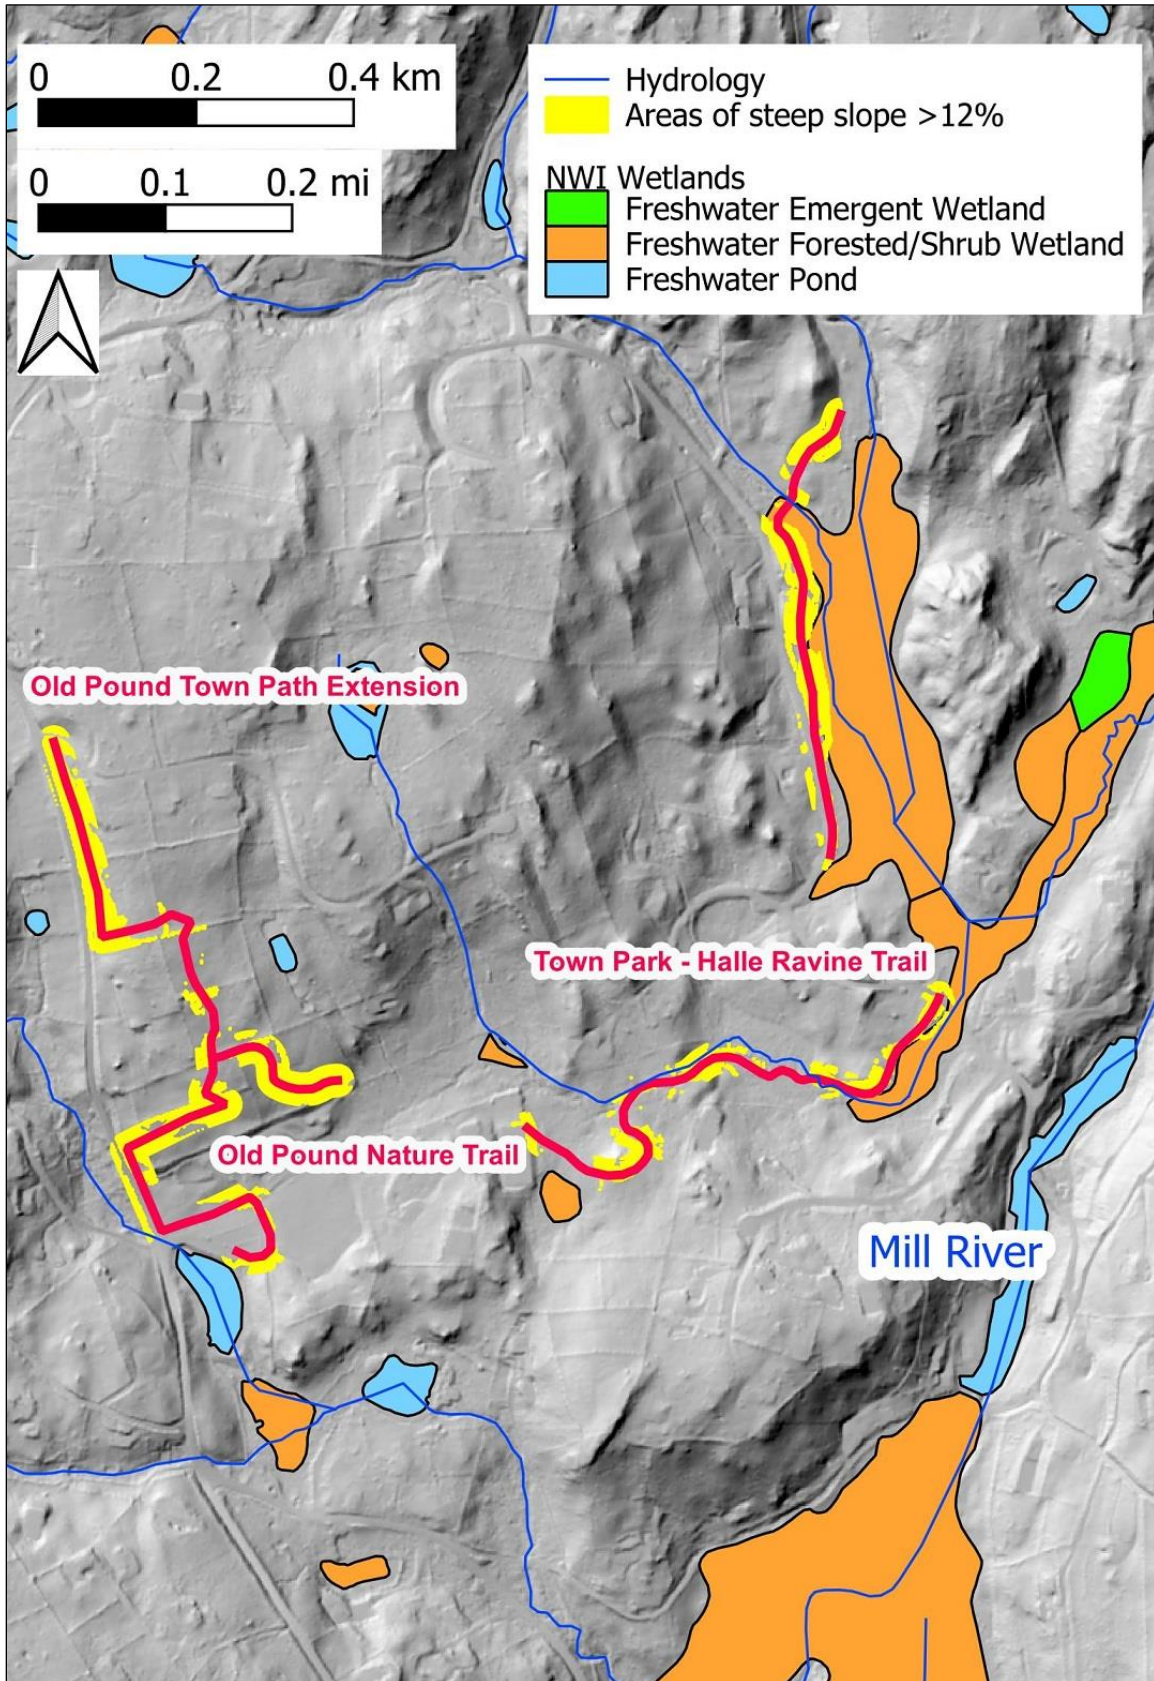 0 0.2 0.4 km
0 0.1 0.2 mi
Hydrology
Areas of steep slope >12%
NWI Wetlands
Freshwater Emergent Wetland
Freshwater Forested/Shrub Wetland
Freshwater Pond
Old Pound Town Path Extension
Town Park - Halle Ravine Trail
Old Pound Nature Trail
Mill River